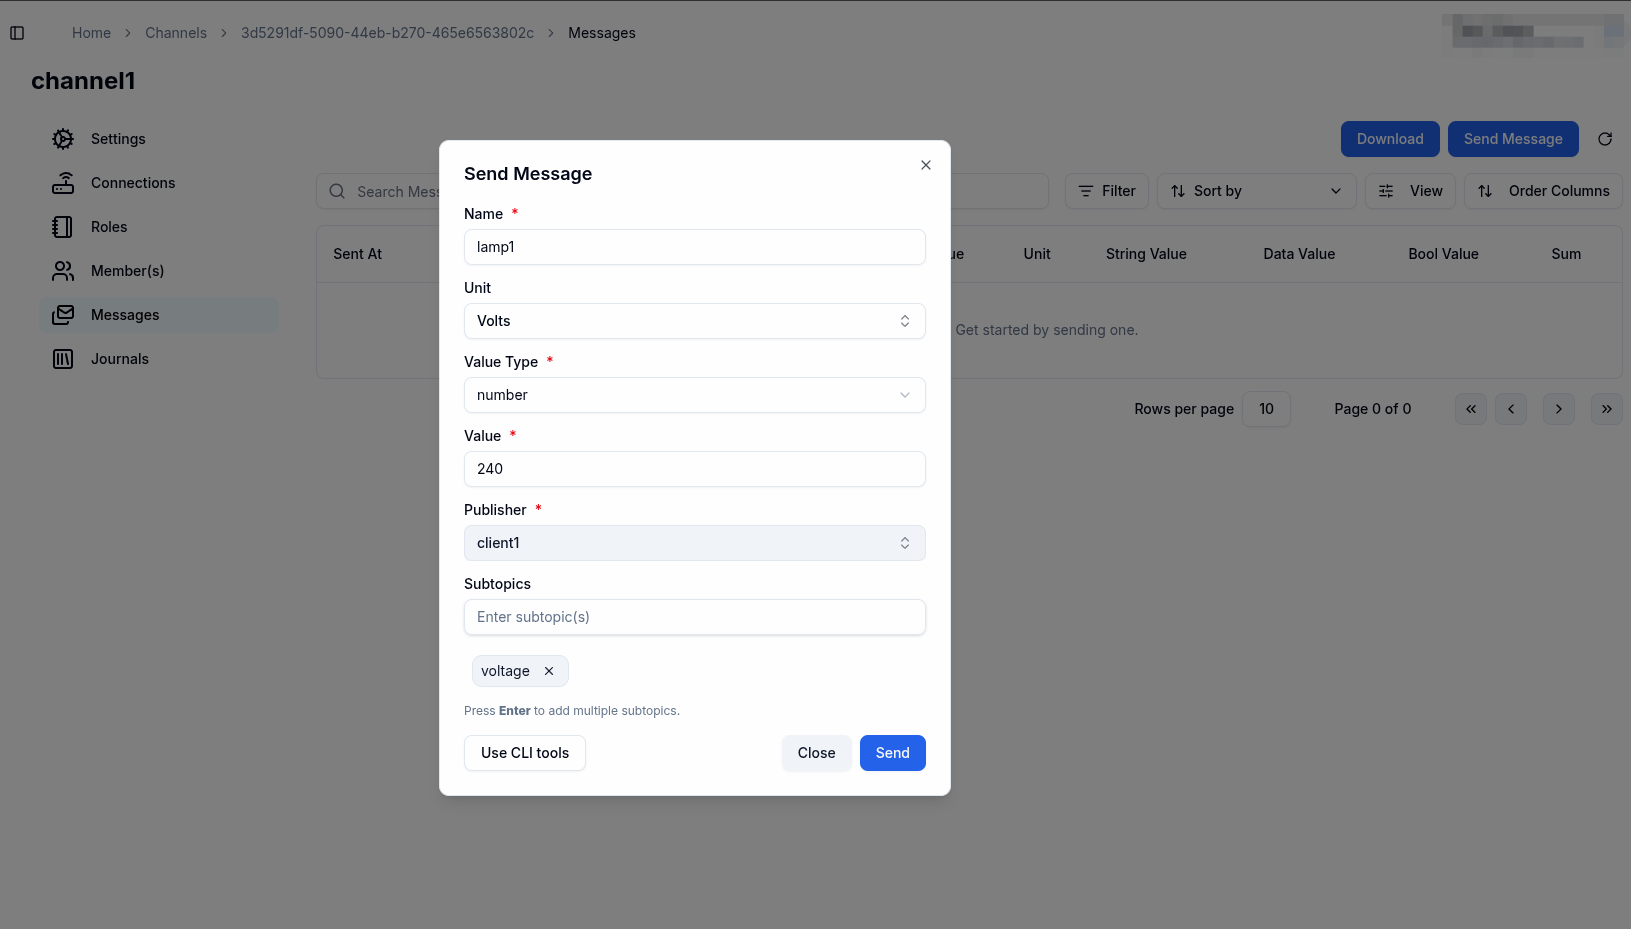 Home > Channels > 3d5291df-5090-44eb-b270-465e6563802c > Messages
channel1
Settings
Connections
Roles
Member(s)
Messages
Journals
Download
Send Message
Search Mess
Filter
Sort by
View
Order Columns
Sent At
ue
Unit
String Value
Data Value
Bool Value
Sum
Get started by sending one.
Rows per page
10
Page 0 of 0
Send Message
Name *
lamp1
Unit
Volts
Value Type *
number
Value *
240
Publisher *
client1
Subtopics
Enter subtopic(s)
voltage
Press Enter to add multiple subtopics.
Use CLI tools
Close
Send